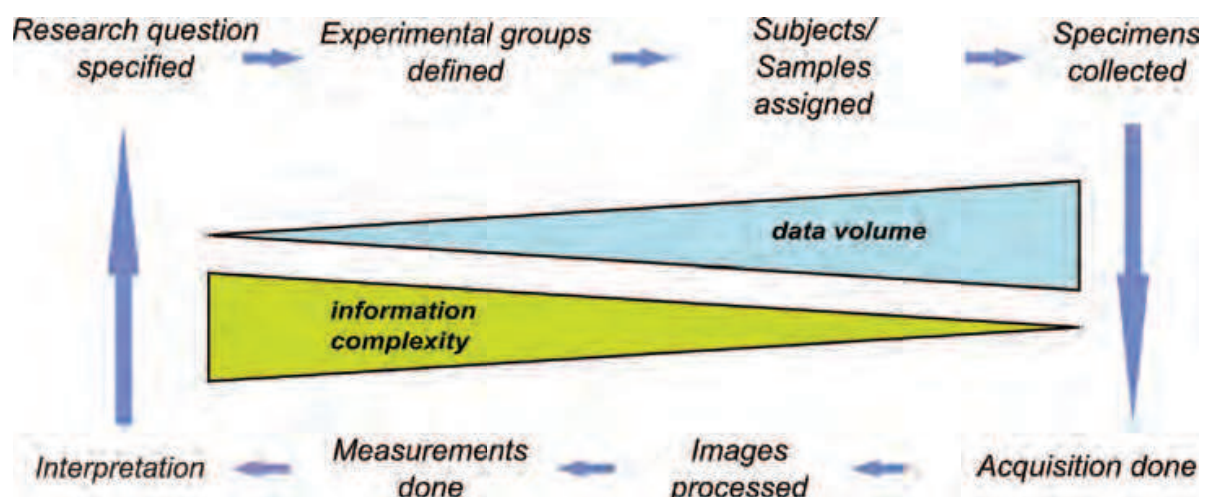 Research question
specified
Experimental groups
defined
Subjects/
Samples
assigned
Specimens
collected
data volume
information
complexity
Interpretation
Measurements
done
Images
processed
Acquisition done